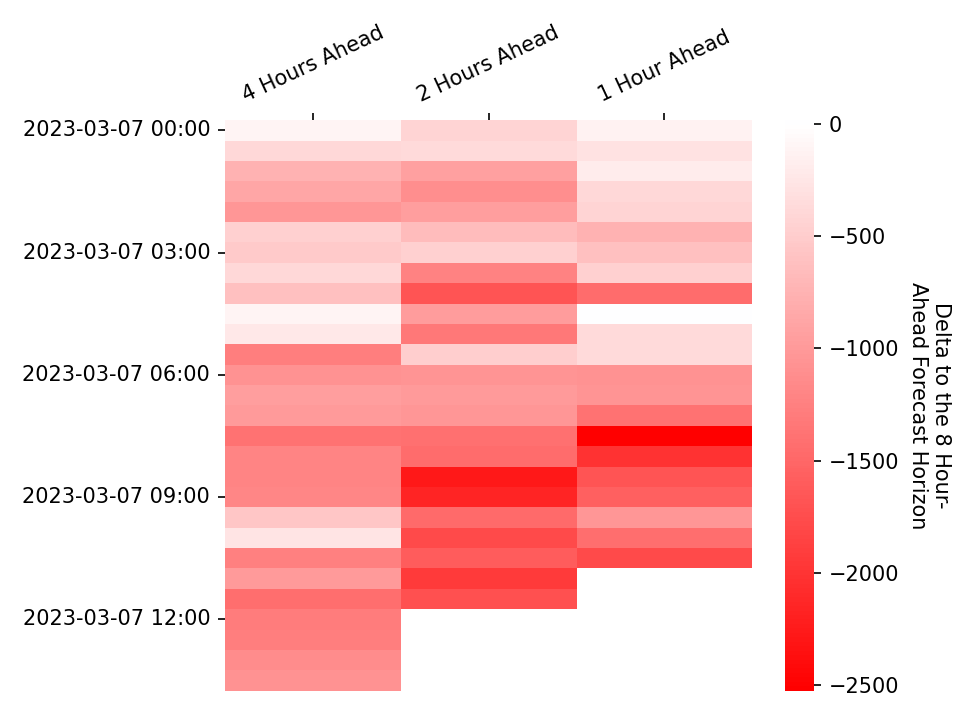 4 Hours Ahead
2 Hours Ahead
1 Hour Ahead
2023-03-07 00:00
2023-03-07 03:00
2023-03-07 06:00
2023-03-07 09:00
2023-03-07 12:00
0
−500
−1000
−1500
−2000
−2500
Delta to the 8 Hour-
Ahead Forecast Horizon